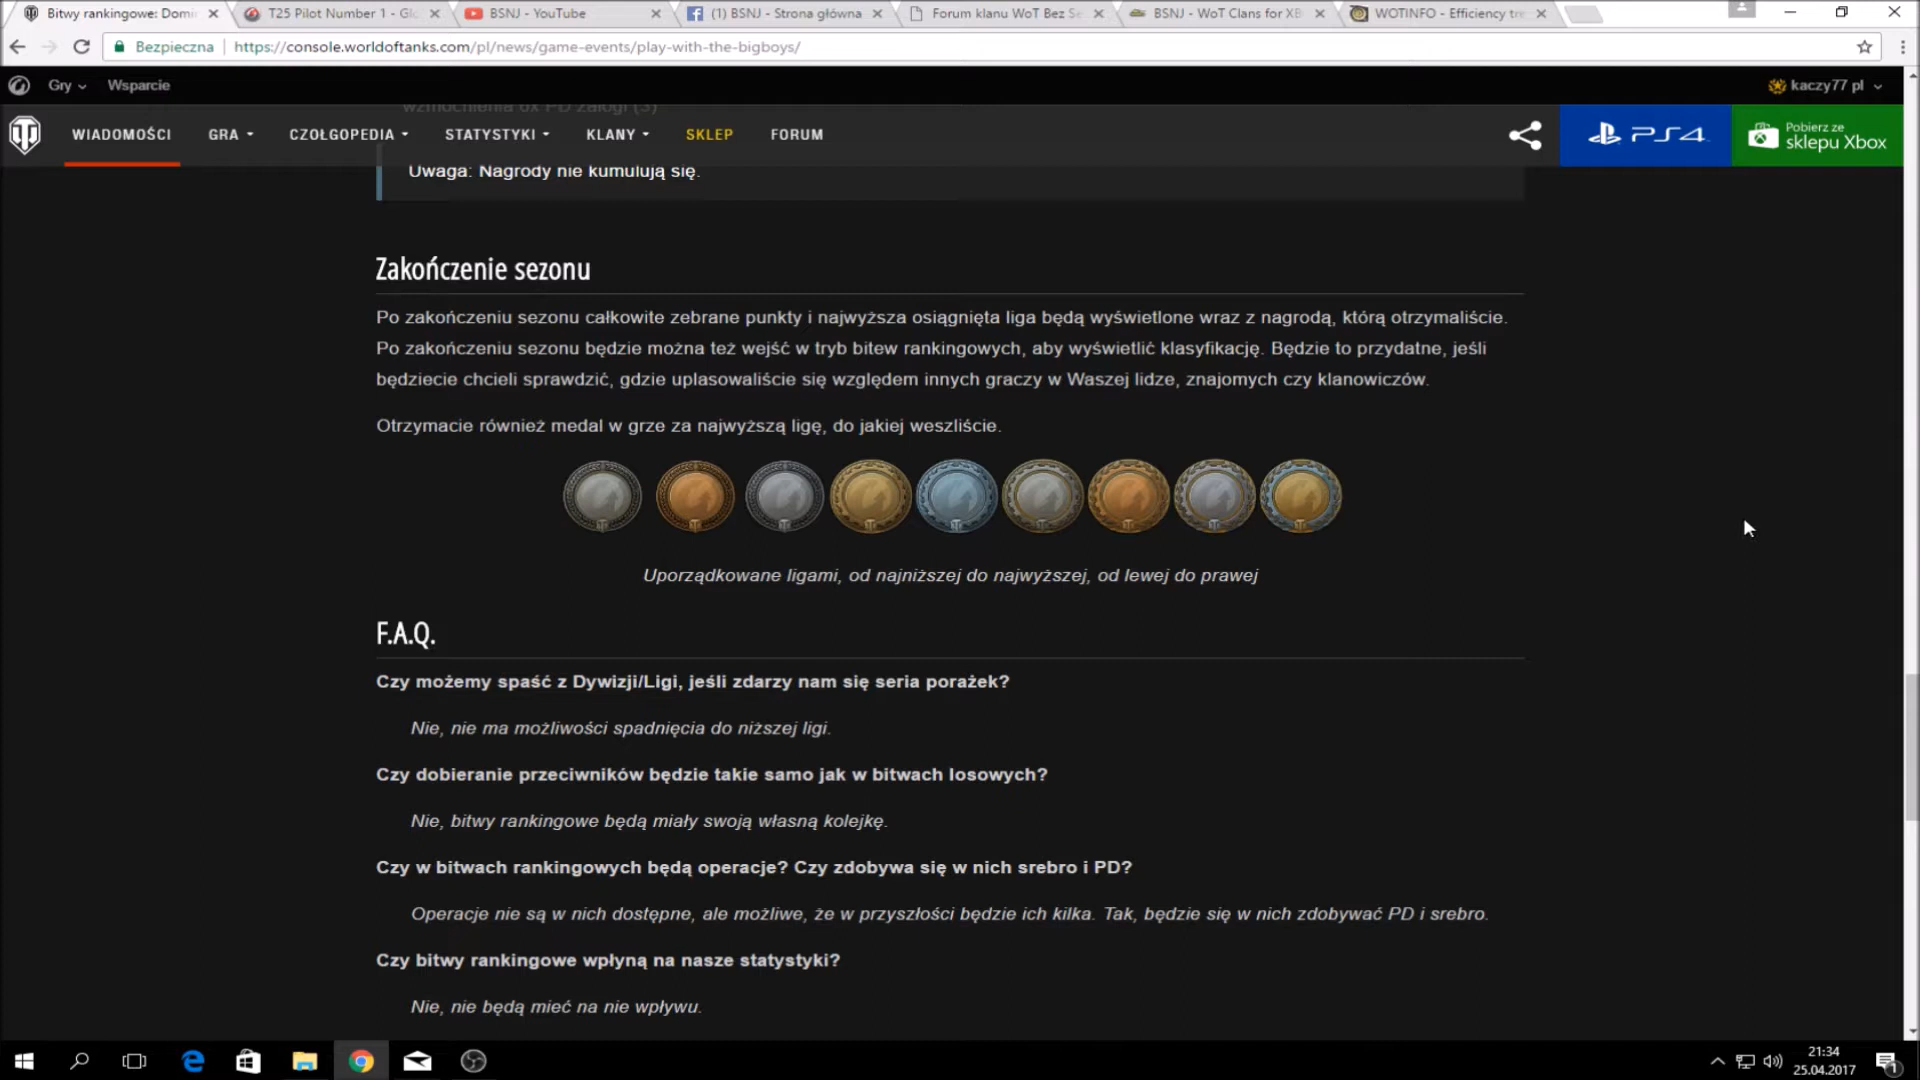 Bitwy rankingowe: Domi
T25 Pilot Number 1 - Glo
BSNJ - YouTube
(1) BSNJ - Strona główna
Forum klanu WoT Bez Se
BSNJ - WoT Clans for XB
WOTINFO - Efficiency tre
Bezpieczna
https://console.worldoftanks.com/pl/news/game-events/play-with-the-bigboys/
Gry
Wsparcie
kaczy77 pl
wzmocnienia 6x PD załogi (3)
WIADOMOŚCI
GRA
CZOŁGOPEDIA
STATYSTYKI
KLANY
SKLEP
FORUM
PS4
Pobierz ze
sklepu Xbox
Uwaga: Nagrody nie kumulują się.
Zakończenie sezonu
Po zakończeniu sezonu całkowite zebrane punkty i najwyższa osiągnięta liga będą wyświetlone wraz z nagrodą, którą otrzymaliście.
Po zakończeniu sezonu będzie można też wejść w tryb bitew rankingowych, aby wyświetlić klasyfikację. Będzie to przydatne, jeśli
będziecie chcieli sprawdzić, gdzie uplasowaliście się względem innych graczy w Waszej lidze, znajomych czy klanowiczów.
Otrzymacie również medal w grze za najwyższą ligę, do jakiej weszliście.
Uporządkowane ligami, od najniższej do najwyższej, od lewej do prawej
F.A.Q.
Czy możemy spaść z Dywizji/Ligi, jeśli zdarzy nam się seria porażek?
Nie, nie ma możliwości spadnięcia do niższej ligi.
Czy dobieranie przeciwników będzie takie samo jak w bitwach losowych?
Nie, bitwy rankingowe będą miały swoją własną kolejkę.
Czy w bitwach rankingowych będą operacje? Czy zdobywa się w nich srebro i PD?
Operacje nie są w nich dostępne, ale możliwe, że w przyszłości będzie ich kilka. Tak, będzie się w nich zdobywać PD i srebro.
Czy bitwy rankingowe wpłyną na nasze statystyki?
Nie, nie będą mieć na nie wpływu.
21:34
25.04.2017
1